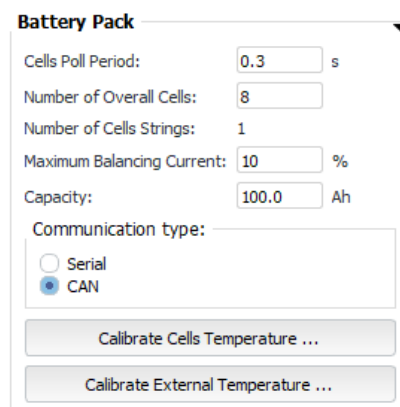 Battery Pack
Cells Poll Period: 0.3 s
Number of Overall Cells: 8
Number of Cells Strings: 1
Maximum Balancing Current: 10 %
Capacity: 100.0 Ah
Communication type:
Serial
CAN
Calibrate Cells Temperature ...
Calibrate External Temperature ...